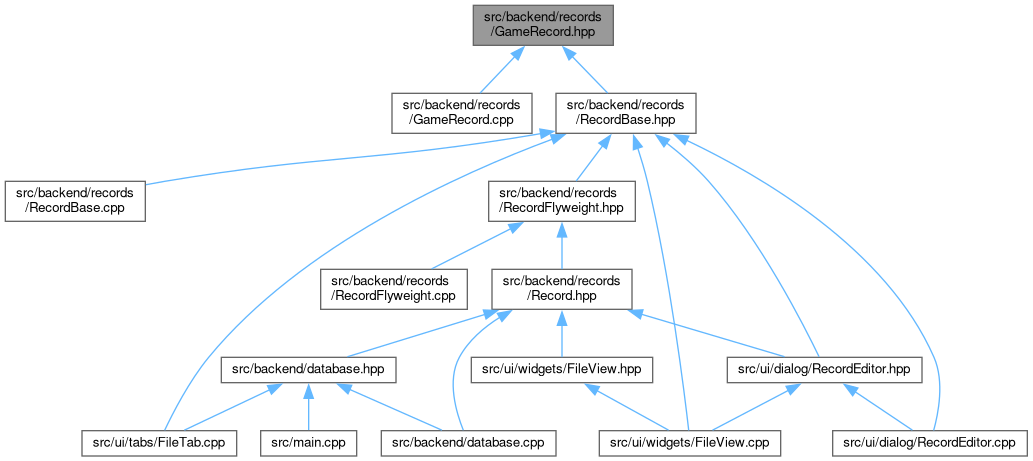 src/backend/records
/GameRecord.hpp
src/backend/records
/GameRecord.cpp
src/backend/records
/RecordBase.hpp
src/backend/records
/RecordBase.cpp
src/backend/records
/RecordFlyweight.hpp
src/backend/records
/RecordFlyweight.cpp
src/backend/records
/Record.hpp
src/backend/database.hpp
src/ui/widgets/FileView.hpp
src/ui/dialog/RecordEditor.hpp
src/ui/tabs/FileTab.cpp
src/main.cpp
src/backend/database.cpp
src/ui/widgets/FileView.cpp
src/ui/dialog/RecordEditor.cpp